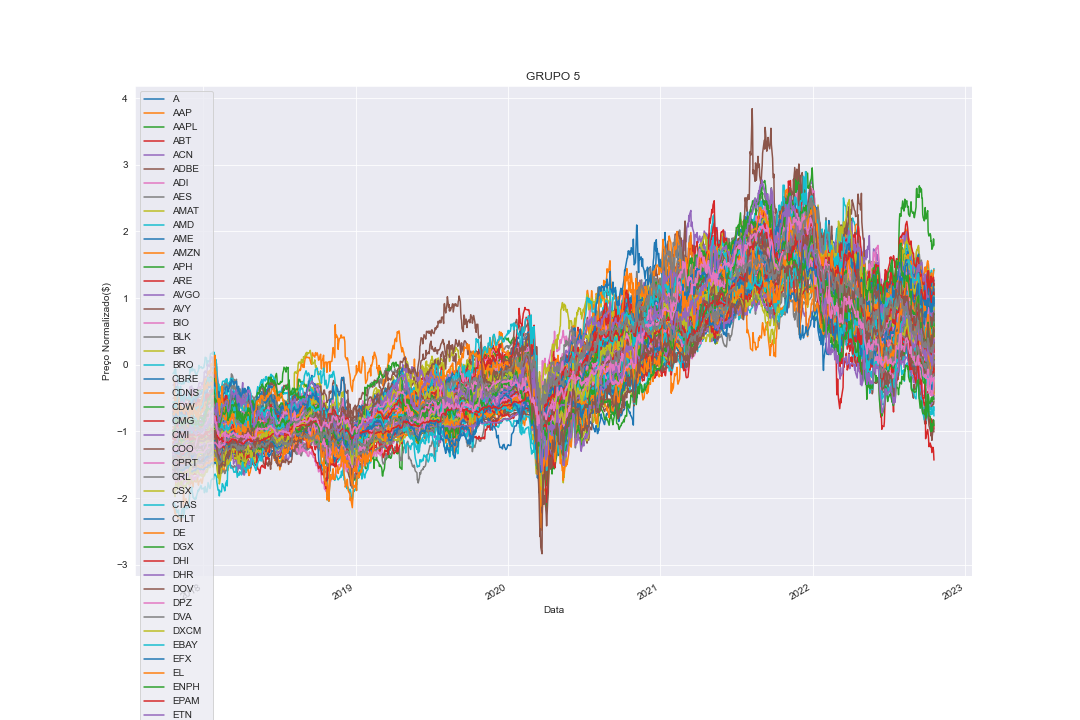 GRUPO 5
4
3
2
1
0
−1
−2
−3
Preço Normalizado($)
A
AAP
AAPL
ABT
ACN
ADBE
ADI
AES
AMAT
AMD
AME
AMZN
APH
ARE
AVGO
AVY
BIO
BLK
BR
BRO
CBRE
CDNS
CDW
CMG
CMI
COO
CPRT
CRL
CSX
CTAS
CTLT
DE
DGX
DHI
DHR
DOV
DPZ
DVA
DXCM
EBAY
EFX
EL
ENPH
EPAM
ETN
2018
2019
2020
2021
2022
2023
Data